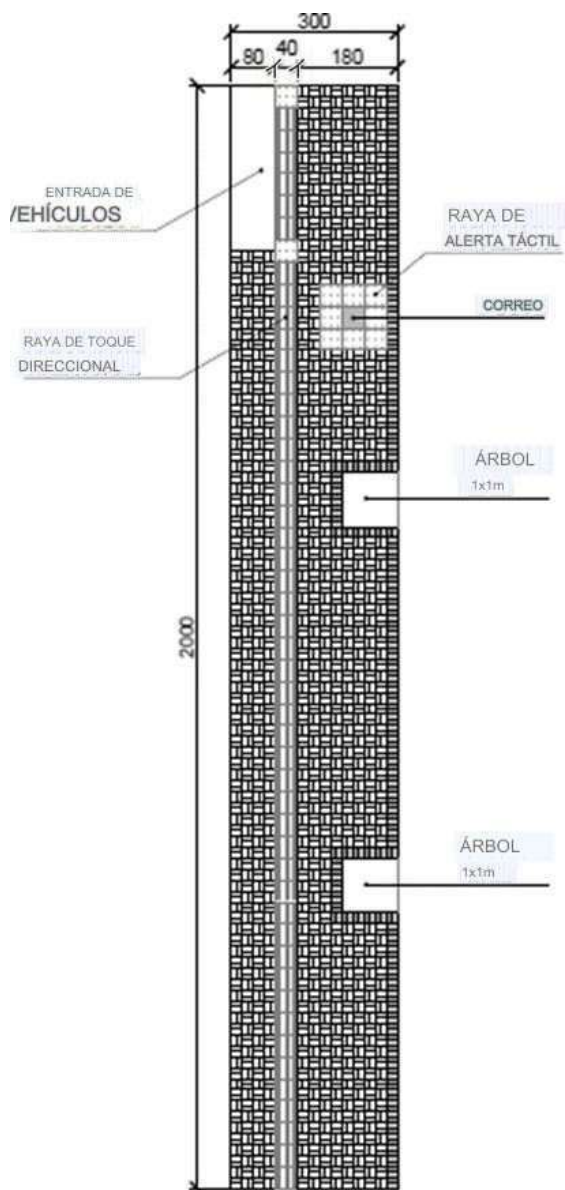 300
80 40 180
ENTRADA DE
VEHÍCULOS
RAYA DE
ALERTA TÁCTIL
CORREO
RAYA DE TOQUE
DIRECCIONAL
ÁRBOL
1x1m
2000
ÁRBOL
1x1m